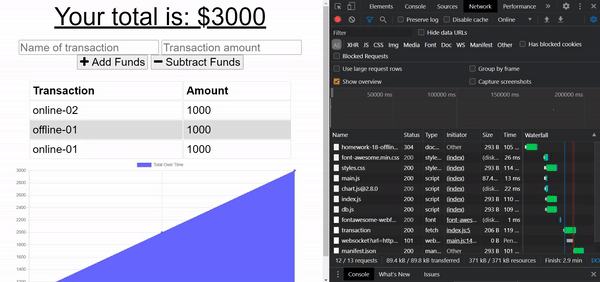 Your total is: $3000
Name of transaction Transaction amount
Add Funds Subtract Funds
Transaction Amount
online-02 1000
offline-01 1000
online-01 1000
Total Over Time
3000
2800
2600
2400
2200
2000
1800
1600
1400
1200
Elements Console Sources Network
Preserve log Disable cache Online
Filter Hide data URLs
XHR JS CSS Img Media Font Doc WS Manifest Other Has blocked cookies
Blocked Requests
Use large request rows Group by frame
Show overview Capture screenshots
50000 ms 100000 ms 150000 ms 200000 ms
Name Status Type Initiator Size Time Waterfall
homework-18-offlin... 304 doc... Other 293 B 105 ...
font-awesome.min.css 200 style... (index) (disk... 26 ms
styles.css 200 style... (index) 293 B 114 ...
main.js 200 script (index) 87.4... 13 ms
chart.js@2.8.0 200 script (index) (disk... 22 ms
index.js 200 script (index) 293 B 110 ...
db.js 200 script (index) 293 B 109 ...
fontawesome-webf... 200 font font-awes... (disk... 1 ms
transaction 200 fetch index.js:5 206 B 119 ...
websocket?url=http... 101 web... main.js:14... 0 B Pen...
manifest.json 200 man... Other 293 B 101 ...
12 / 13 requests 89.4 kB / 89.8 kB transferred 371 kB / 371 kB resources Finish: 2.9 min DO
Console What's New Issues